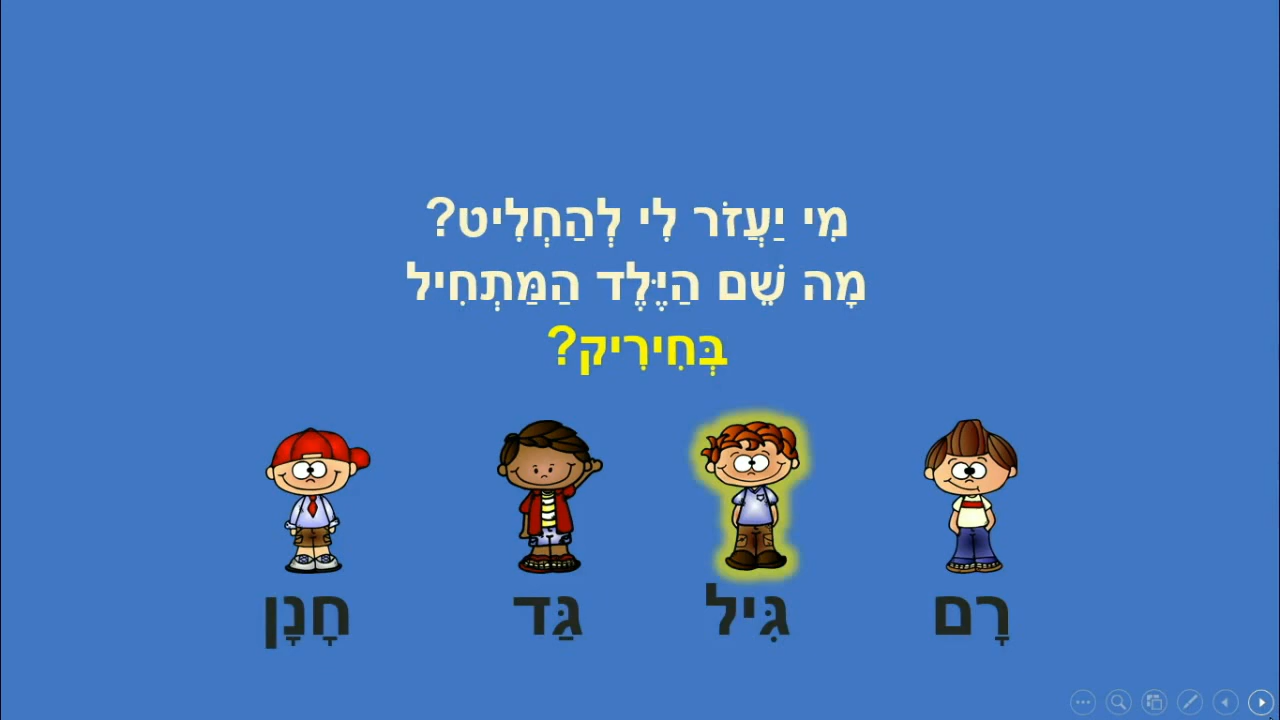 מִי יַעֲזֹר לִי לְהַחְלִיט?
מָה שֵׁם הַיֶּלֶד הַמַּתְחִיל
בְּחִירִיק?
רָם גִּיל גַּד חָנָן